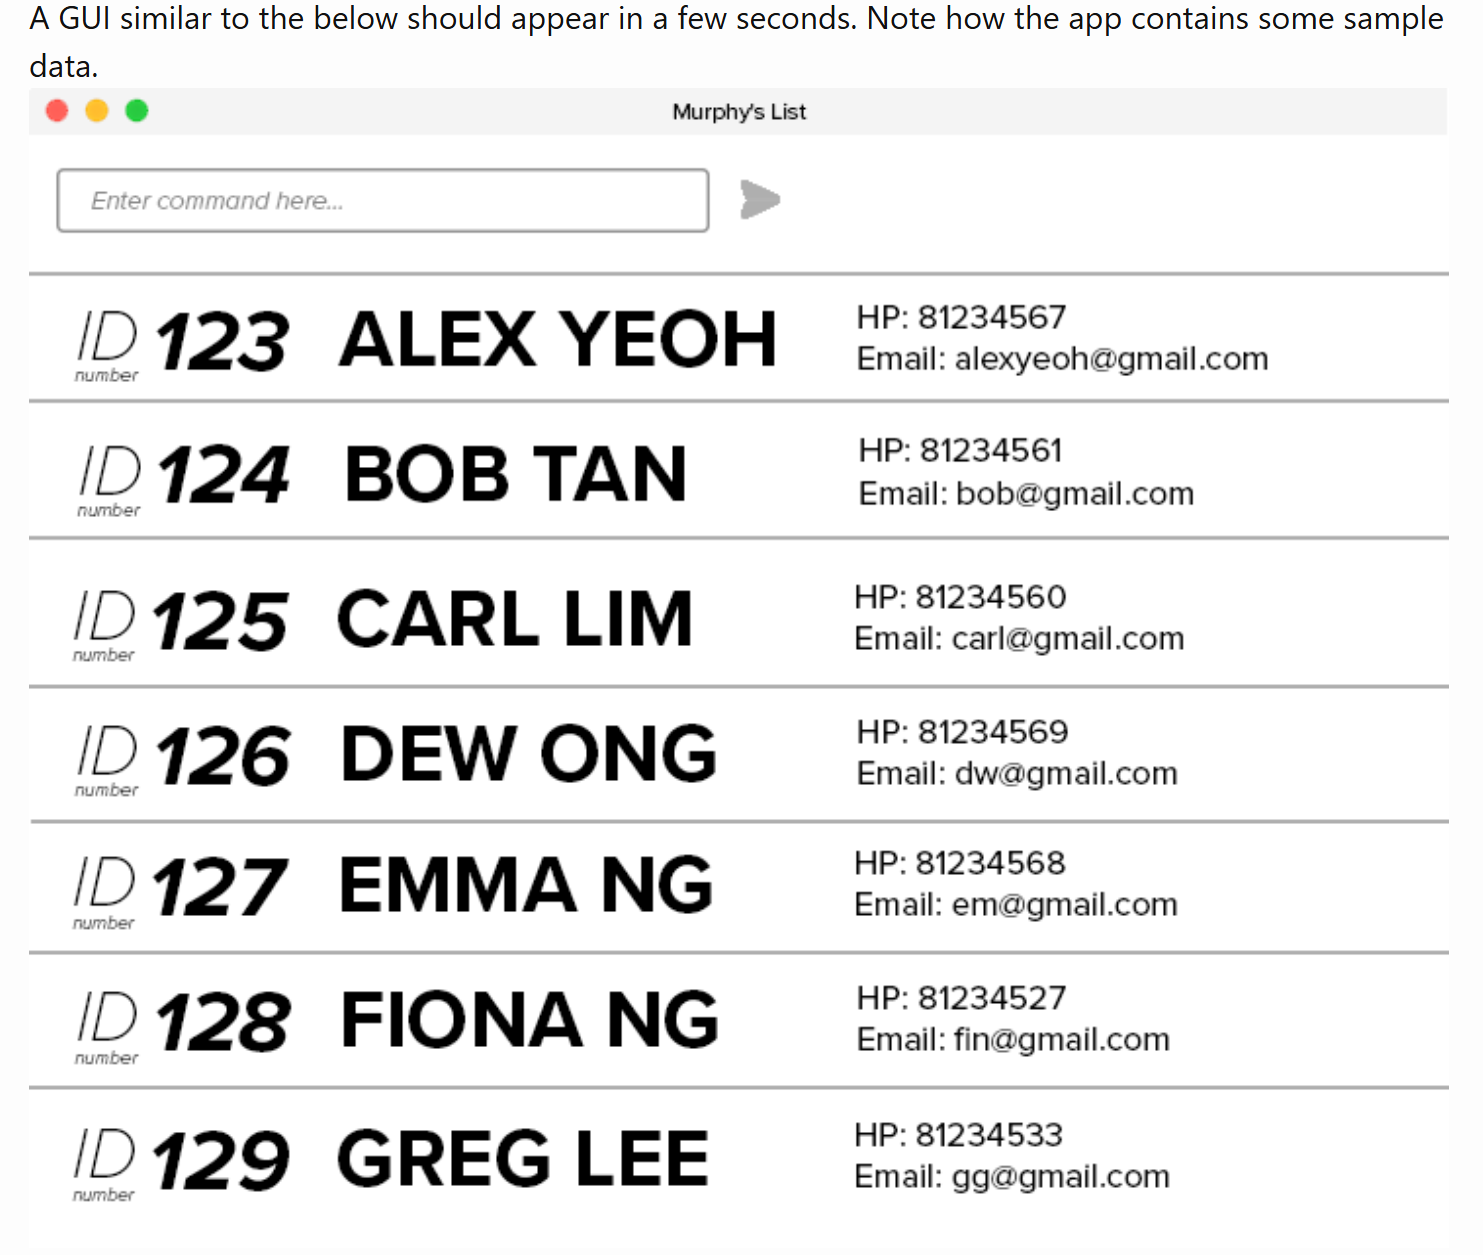 A GUI similar to the below should appear in a few seconds. Note how the app contains some sample
data.
Murphy's List
Enter command here...
ID number 123 ALEX YEOH
HP: 81234567
Email: alexyeoh@gmail.com
ID number 124 BOB TAN
HP: 81234561
Email: bob@gmail.com
ID number 125 CARL LIM
HP: 81234560
Email: carl@gmail.com
ID number 126 DEW ONG
HP: 81234569
Email: dw@gmail.com
ID number 127 EMMA NG
HP: 81234568
Email: em@gmail.com
ID number 128 FIONA NG
HP: 81234527
Email: fin@gmail.com
ID number 129 GREG LEE
HP: 81234533
Email: gg@gmail.com